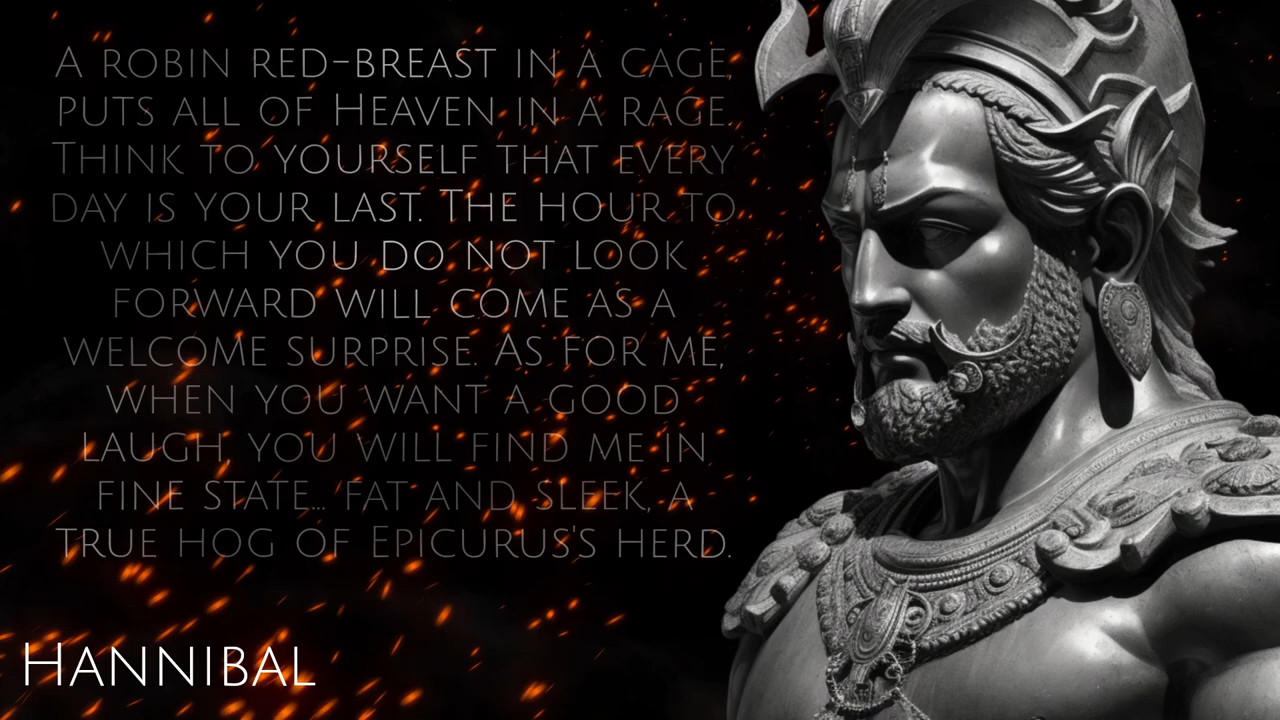 A ROBIN RED-BREAST IN A CAGE,
PUTS ALL OF HEAVEN IN A RAGE.
THINK TO YOURSELF THAT EVERY
DAY IS YOUR LAST. THE HOUR TO
WHICH YOU DO NOT LOOK
FORWARD WILL COME AS A
WELCOME SURPRISE. AS FOR ME,
WHEN YOU WANT A GOOD
LAUGH, YOU WILL FIND ME IN
FINE STATE... FAT AND SLEEK, A
TRUE HOG OF EPICURUS'S HERD.
HANNIBAL